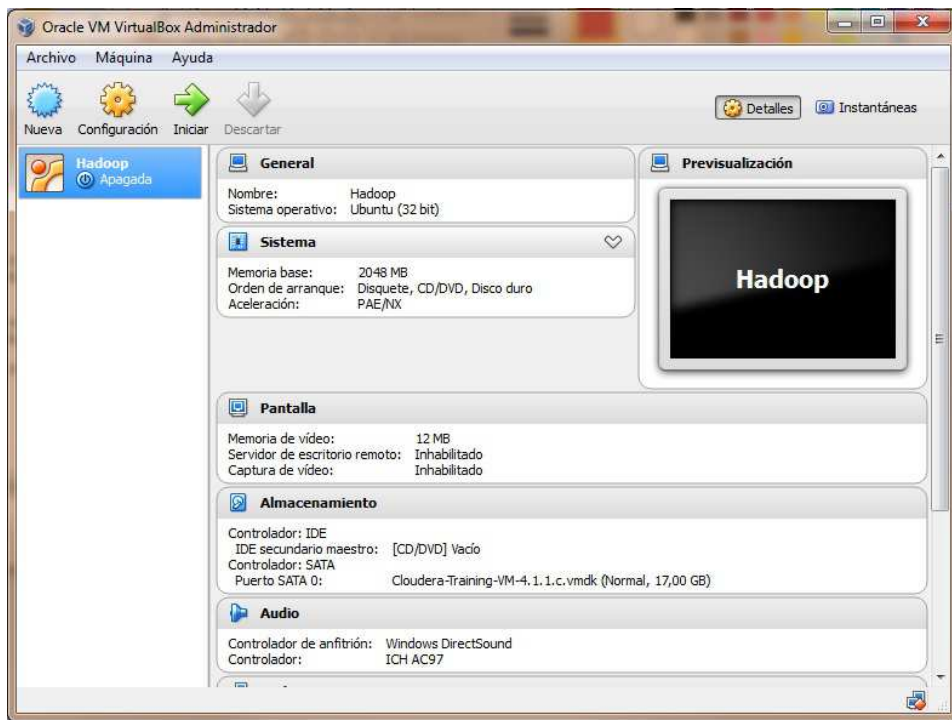 Oracle VM VirtualBox Administrador
Archivo Máquina Ayuda
Nueva Configuración Iniciar Descartar
Detalles Instantáneas
Hadoop
Apagada
General
Nombre: Hadoop
Sistema operativo: Ubuntu (32 bit)
Sistema
Memoria base: 2048 MB
Orden de arranque: Disquete, CD/DVD, Disco duro
Aceleración: PAE/NX
Previsualización
Hadoop
Pantalla
Memoria de vídeo: 12 MB
Servidor de escritorio remoto: Inhabilitado
Captura de vídeo: Inhabilitado
Almacenamiento
Controlador: IDE
IDE secundario maestro: [CD/DVD] Vacío
Controlador: SATA
Puerto SATA 0: Cloudera-Training-VM-4.1.1.c.vmdk (Normal, 17,00 GB)
Audio
Controlador de anfitrión: Windows DirectSound
Controlador: ICH AC97